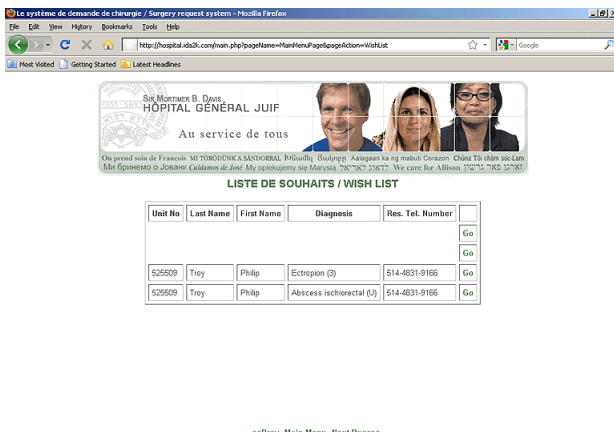 Le système de demande de chirurgie / Surgery request system - Mozilla Firefox
File Edit View History Bookmarks Tools Help
http://hospital.ida2k.com/main.php?pageName=MainMenuPage&pageAction=WishList
Google
Most Visited Getting Started Latest Headlines
SIR MORTIMER B. DAVIS
HÔPITAL GÉNÉRAL JUIF
Au service de tous
On prend soin de François MI TÖRŐDÜNK A SÁNDORRAL Aalagaan ka ng mabuti Corazon Chúng Tôi chăm sóc Lam
Cuidamos de José My opiekujemy się Marysią We care for Allison
LISTE DE SOUHAITS / WISH LIST
Unit No Last Name First Name Diagnosis Res. Tel. Number
Go
Go
525509 Troy Philip Ectropion (3) 514-4831-9166 Go
525509 Troy Philip Abscess ischiorectal (U) 514-4831-9166 Go